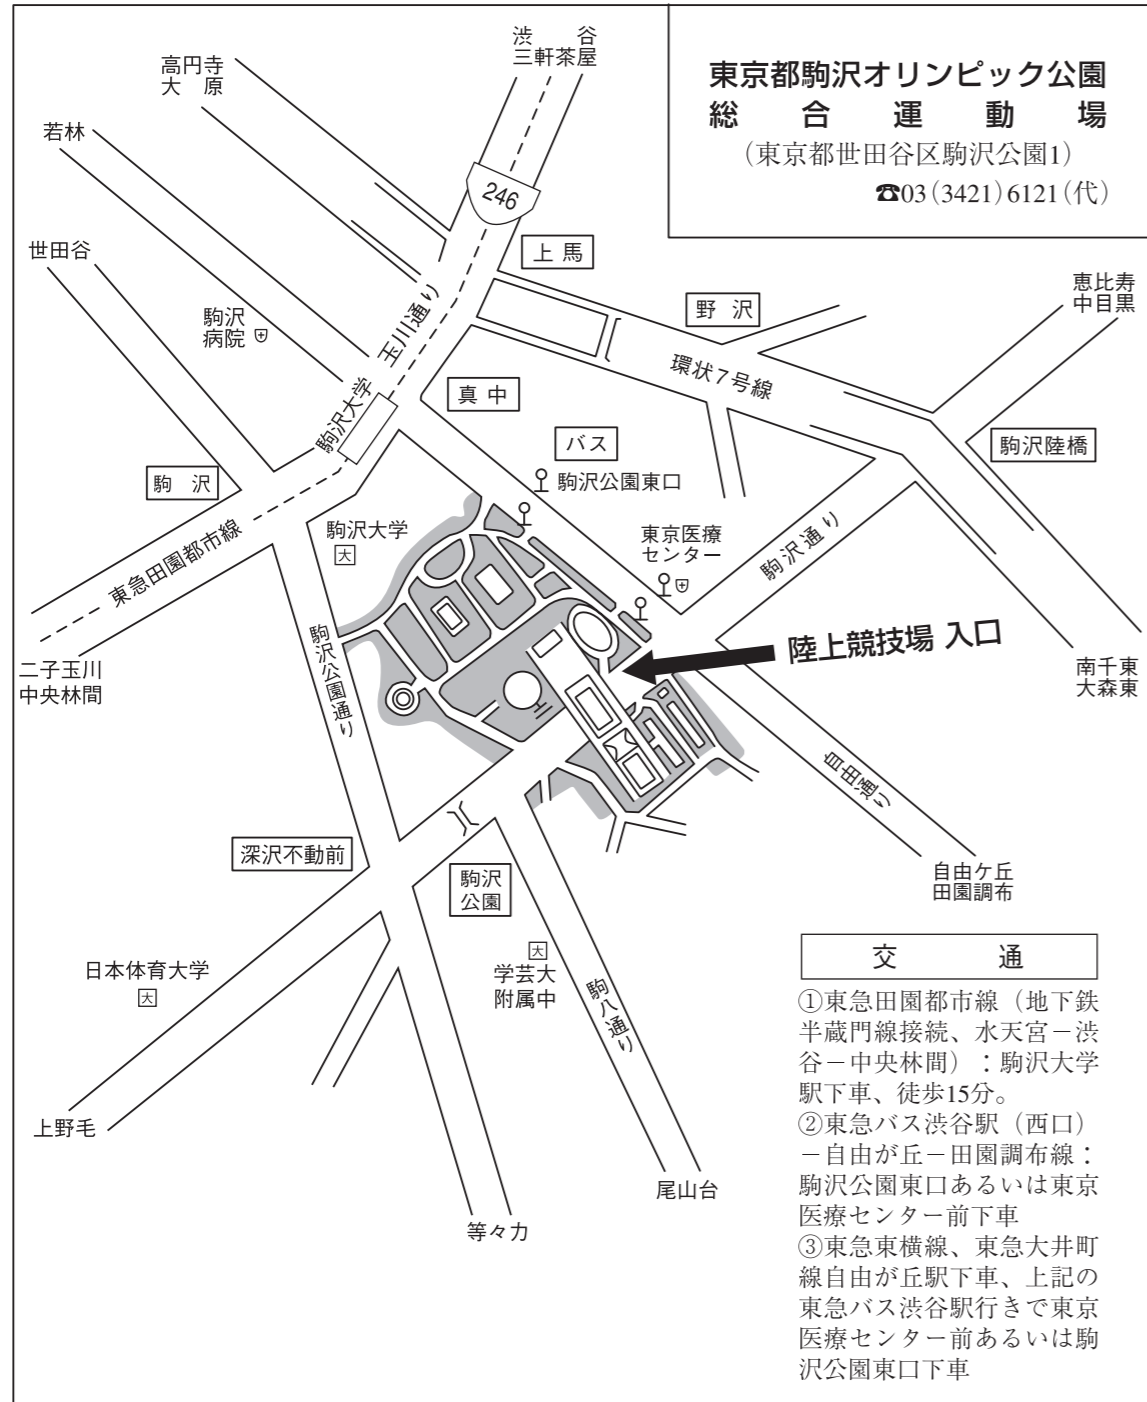 東京都駒沢オリンピック公園
総合運動場
（東京都世田谷区駒沢公園1）
☎03(3421)6121(代)
渋谷
三軒茶屋
高円寺
大原
若林
世田谷
246
上馬
野沢
恵比寿
中目黒
駒沢
病院
玉川通り
環状7号線
真中
駒沢大学
バス
駒沢陸橋
駒沢
駒沢公園東口
駒沢大学
大
東京医療
センター
駒沢通り
東急田園都市線
陸上競技場 入口
二子玉川
中央林間
駒沢公園通り
南千東
大森東
自由通り
深沢不動前
駒沢
公園
自由ケ丘
田園調布
日本体育大学
大
大
学芸大
附属中
駒八通り
上野毛
尾山台
等々力
交通
①東急田園都市線（地下鉄
半蔵門線接続、水天宮－渋
谷－中央林間）：駒沢大学
駅下車、徒歩15分。
②東急バス渋谷駅（西口）
－自由が丘－田園調布線：
駒沢公園東口あるいは東京
医療センター前下車
③東急東横線、東急大井町
線自由が丘駅下車、上記の
東急バス渋谷駅行きで東京
医療センター前あるいは駒
沢公園東口下車